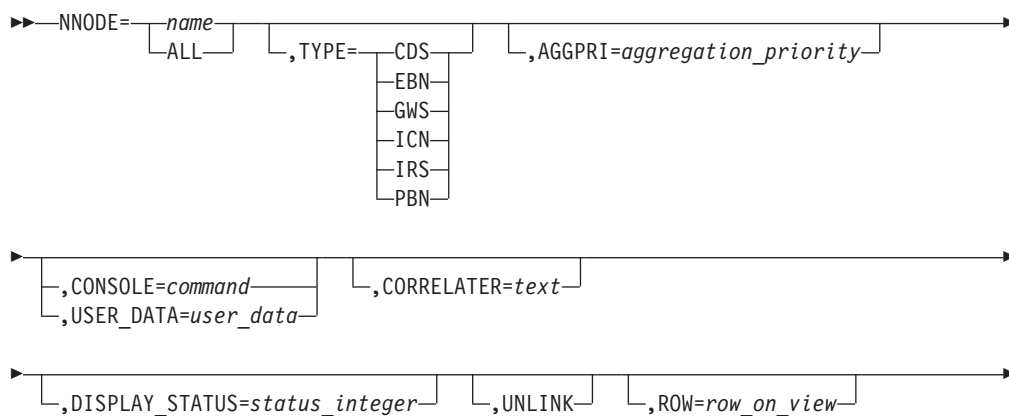 NNODE= name
ALL
,TYPE= CDS
EBN
GWS
ICN
IRS
PBN
,AGGPRI=aggregation_priority
,CONSOLE=command
,USER_DATA=user_data
,CORRELATER=text
,DISPLAY_STATUS=status_integer
,UNLINK
,ROW=row_on_view